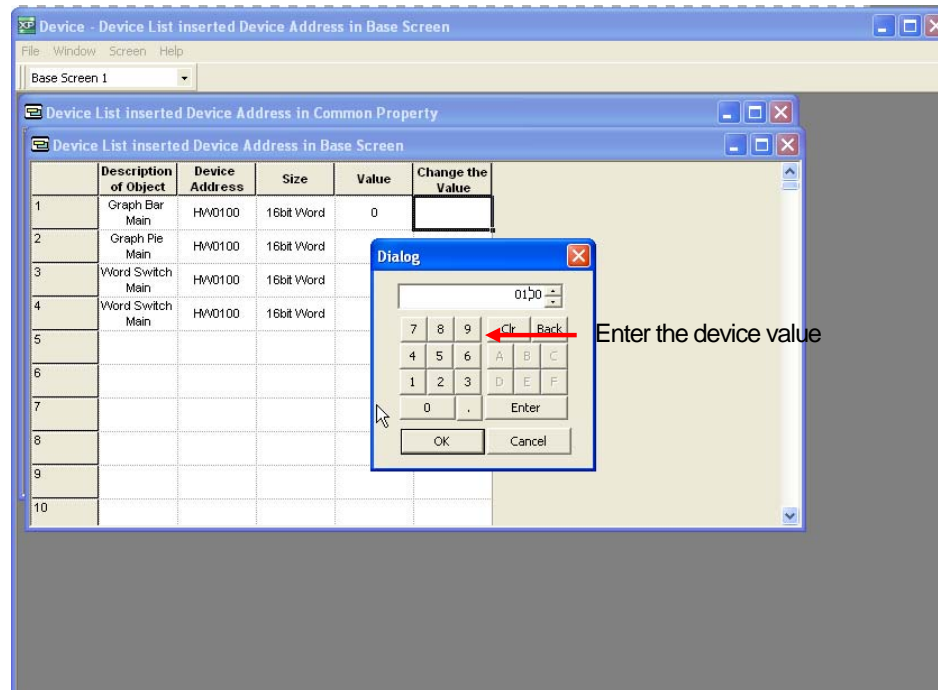 Device - Device List inserted Device Address in Base Screen
File Window Screen Help
Base Screen 1
Device List inserted Device Address in Common Property
Device List inserted Device Address in Base Screen
Description of Object Device Address Size Value Change the Value
1 Graph Bar Main HW0100 16bit Word 0
2 Graph Pie Main HW0100 16bit Word
3 Word Switch Main HW0100 16bit Word
4 Word Switch Main HW0100 16bit Word
5
6
7
8
9
10
Dialog
7 8 9 Clr Back
4 5 6 A B C
1 2 3 D E F
0 . Enter
OK Cancel
Enter the device value